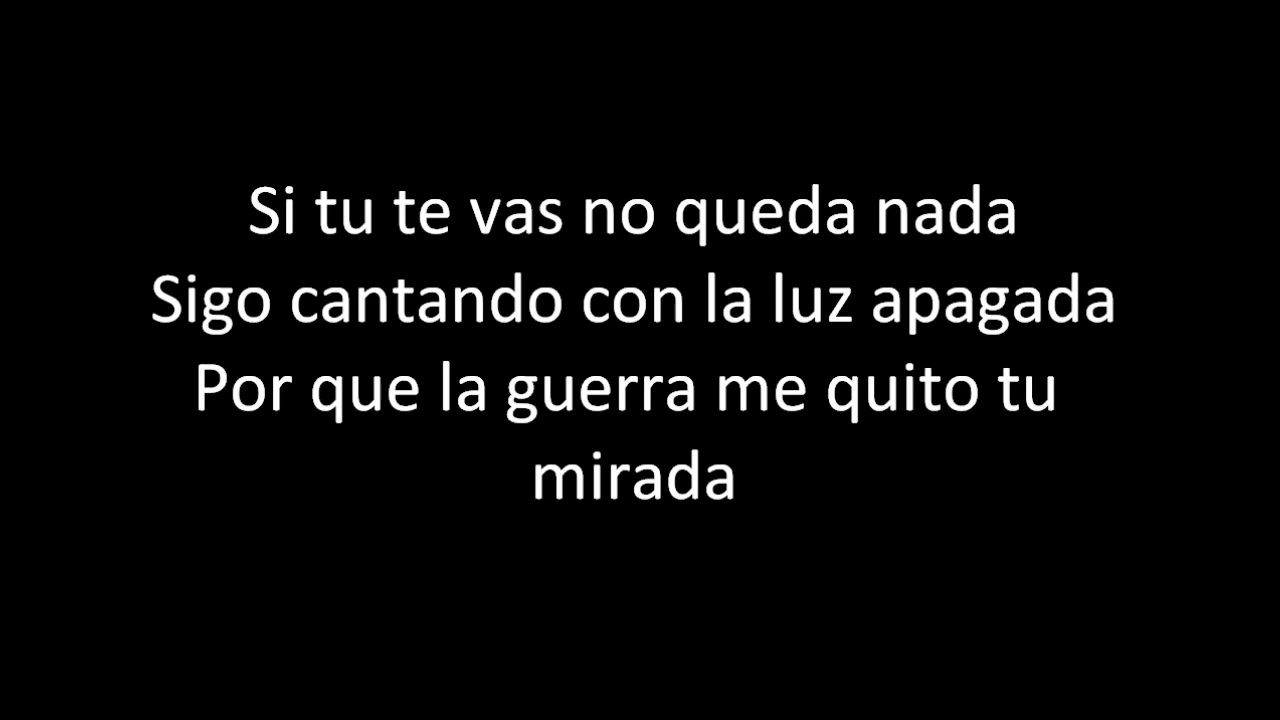 Si tu te vas no queda nada
Sigo cantando con la luz apagada
Por que la guerra me quito tu
mirada